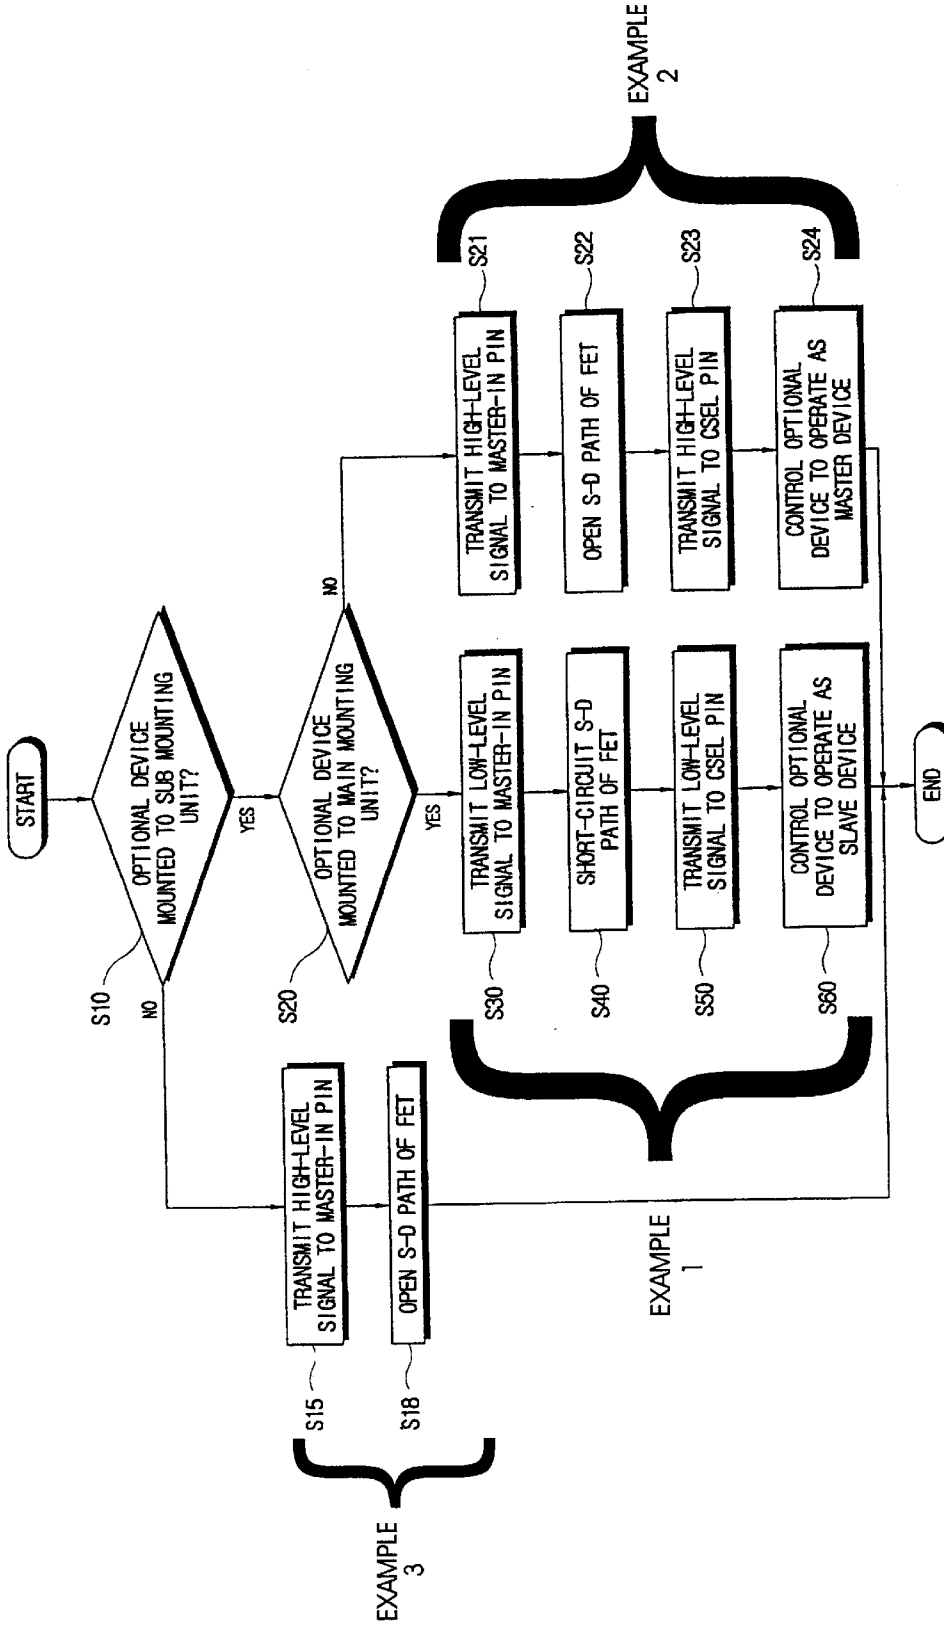 START
OPTIONAL DEVICE
MOUNTED TO SUB MOUNTING
UNIT?
S10
NO
YES
OPTIONAL DEVICE
MOUNTED TO MAIN MOUNTING
UNIT?
S20
NO
YES
TRANSMIT HIGH-LEVEL
SIGNAL TO MASTER-IN PIN
S15
OPEN S-D PATH OF FET
S18
EXAMPLE
3
TRANSMIT LOW-LEVEL
SIGNAL TO MASTER-IN PIN
S30
SHORT-CIRCUIT S-D
PATH OF FET
S40
TRANSMIT LOW-LEVEL
SIGNAL TO CSEL PIN
S50
CONTROL OPTIONAL
DEVICE TO OPERATE AS
SLAVE DEVICE
S60
EXAMPLE
1
TRANSMIT HIGH-LEVEL
SIGNAL TO MASTER-IN PIN
S21
OPEN S-D PATH OF FET
S22
TRANSMIT HIGH-LEVEL
SIGNAL TO CSEL PIN
S23
CONTROL OPTIONAL
DEVICE TO OPERATE AS
MASTER DEVICE
S24
EXAMPLE
2
END